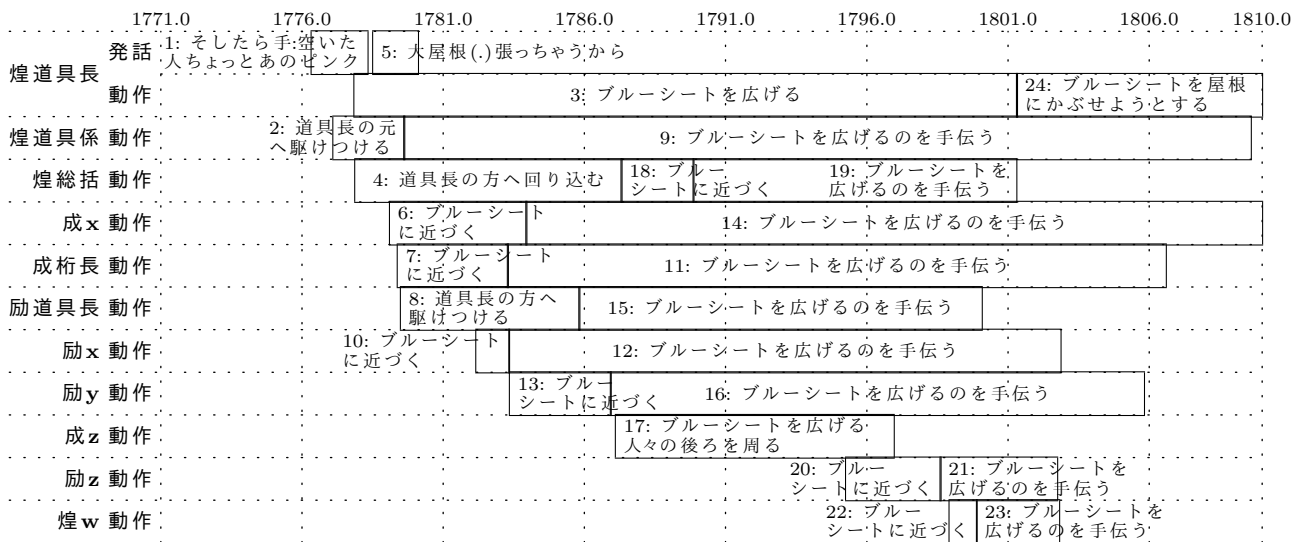 1771.0 1776.0 1781.0 1786.0 1791.0 1796.0 1801.0 1806.0 1810.0
煌道具長 発話 1: そしたら手:空いた
人ちょっとあのピンク
5: 大屋根(.)張っちゃうから
動作 3: ブルーシートを広げる
24: ブルーシートを屋根
にかぶせようとする
煌道具係 動作 2: 道具長の元
へ駆けつける
9: ブルーシートを広げるのを手伝う
煌総括 動作 4: 道具長の方へ回り込む
18: ブルー
シートに近づく
19: ブルーシートを
広げるのを手伝う
成x 動作 6: ブルーシート
に近づく
14: ブルーシートを広げるのを手伝う
成桁長 動作 7: ブルーシート
に近づく
11: ブルーシートを広げるのを手伝う
励道具長 動作 8: 道具長の方へ
駆けつける
15: ブルーシートを広げるのを手伝う
励x 動作 10: ブルーシート
に近づく
12: ブルーシートを広げるのを手伝う
励y 動作 13: ブルー
シートに近づく
16: ブルーシートを広げるのを手伝う
成z 動作 17: ブルーシートを広げる
人々の後ろを周る
励z 動作 20: ブルー
シートに近づく
21: ブルーシートを
広げるのを手伝う
煌w 動作 22: ブルー
シートに近づく
23: ブルーシートを
広げるのを手伝う